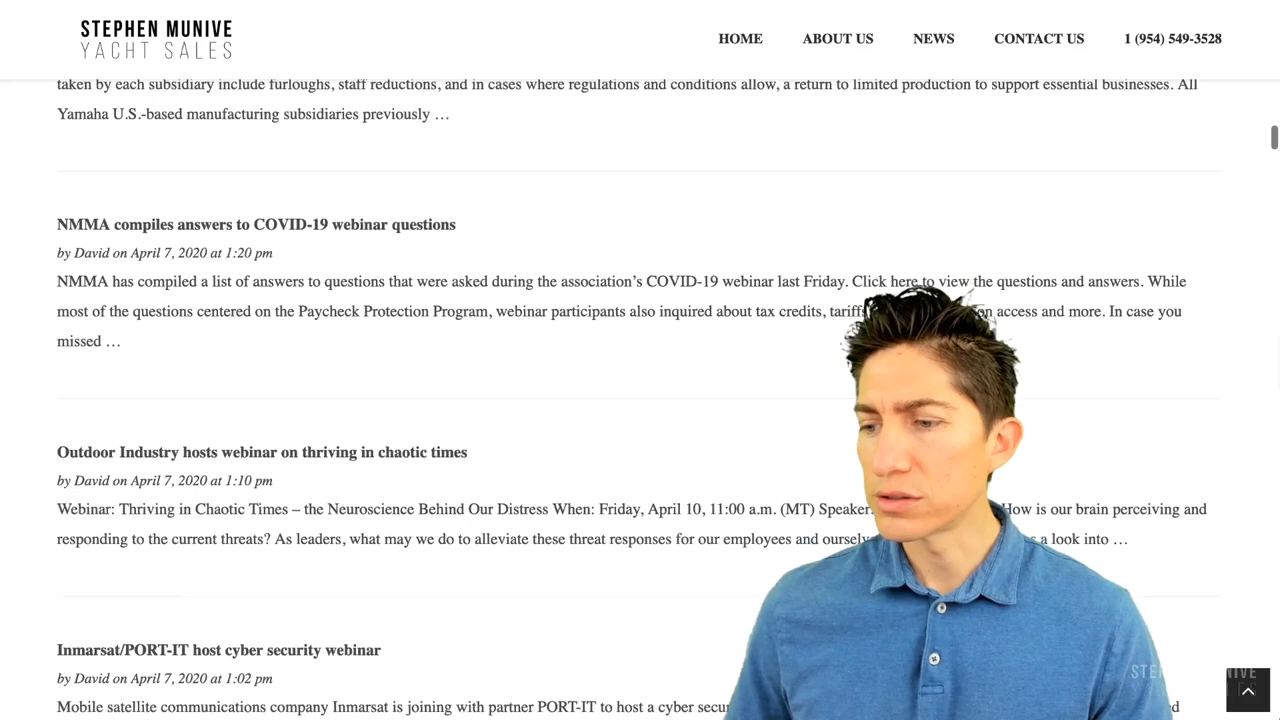 STEPHEN MUNIVE
YACHT SALES
HOME ABOUT US NEWS CONTACT US 1 (954) 549-3528
taken by each subsidiary include furloughs, staff reductions, and in cases where regulations and conditions allow, a return to limited production to support essential businesses. All
Yamaha U.S.-based manufacturing subsidiaries previously …
NMMA compiles answers to COVID-19 webinar questions
by David on April 7, 2020 at 1:20 pm
NMMA has compiled a list of answers to questions that were asked during the association’s COVID-19 webinar last Friday. Click here to view the questions and answers. While
most of the questions centered on the Paycheck Protection Program, webinar participants also inquired about tax credits, tariffs access and more. In case you
missed …
Outdoor Industry hosts webinar on thriving in chaotic times
by David on April 7, 2020 at 1:10 pm
Webinar: Thriving in Chaotic Times – the Neuroscience Behind Our Distress When: Friday, April 10, 11:00 a.m. (MT) How is our brain perceiving and
responding to the current threats? As leaders, what may we do to alleviate these threat responses for our employees and a look into …
Inmarsat/PORT-IT host cyber security webinar
by David on April 7, 2020 at 1:02 pm
Mobile satellite communications company Inmarsat is joining with partner PORT-IT to host a cyber